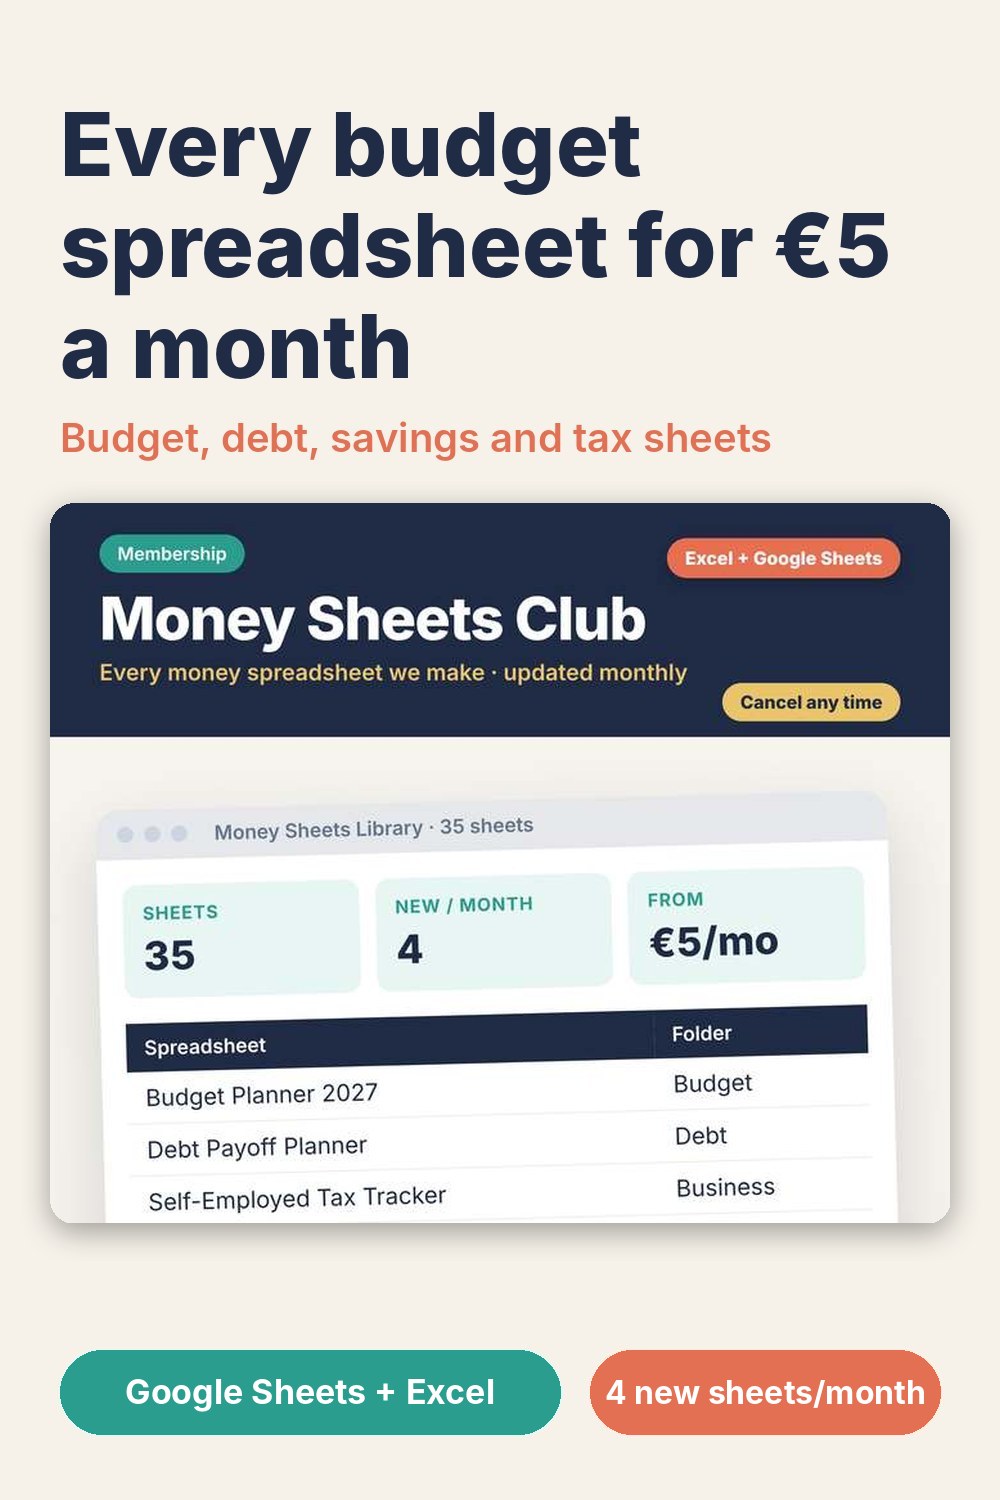 Every budget
spreadsheet for €5
a month
Budget, debt, savings and tax sheets
Membership
Excel + Google Sheets
Money Sheets Club
Every money spreadsheet we make · updated monthly
Cancel any time
Money Sheets Library · 35 sheets
SHEETS
35
NEW / MONTH
4
FROM
€5/mo
Spreadsheet Folder
Budget Planner 2027 Budget
Debt Payoff Planner Debt
Self-Employed Tax Tracker Business
Google Sheets + Excel
4 new sheets/month